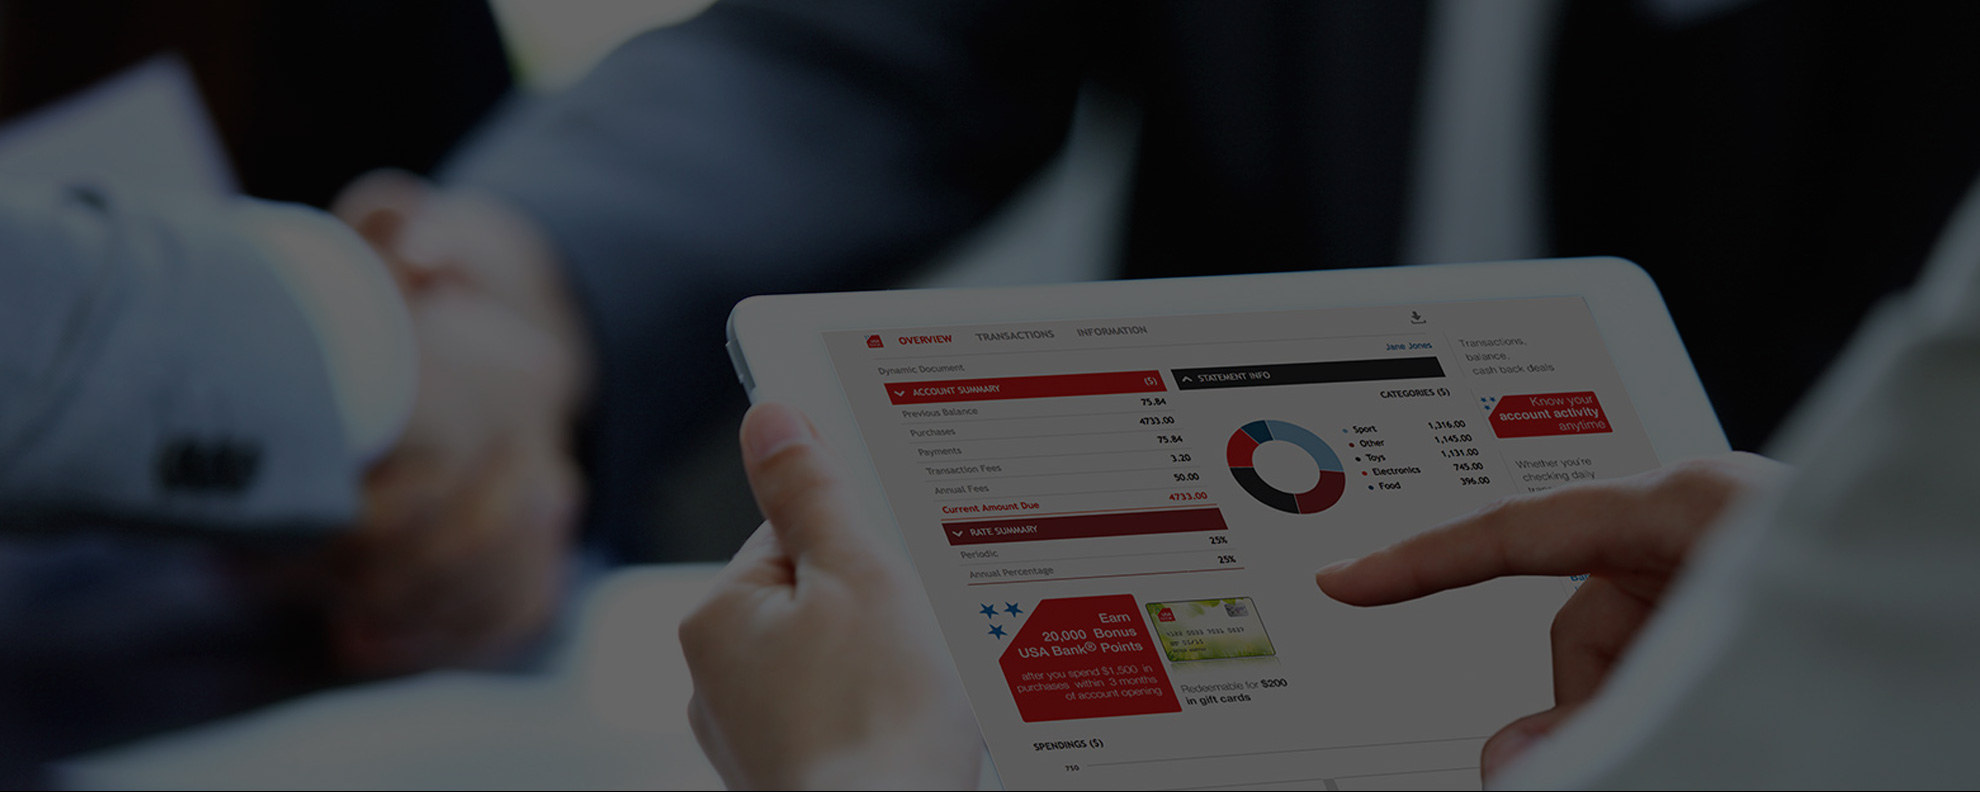 OVERVIEW TRANSACTIONS INFORMATION
Dynamic Document
Jane Jones
ACCOUNT SUMMARY ($)
Previous Balance 75.84
Purchases 4733.00
Payments 75.84
Transaction Fees 3.20
Annual Fees 50.00
Current Amount Due 4733.00
RATE SUMMARY
Periodic 25%
Annual Percentage 25%
STATEMENT INFO
CATEGORIES ($)
Sport 1,316.00
Other 1,145.00
Toys 1,131.00
Electronics 745.00
Food 396.00
Transactions,
balance,
cash back deals
Know your
account activity
anytime
Whether you're
checking daily
Earn
20,000 Bonus
USA Bank® Points
after you spend $1,500 in
purchases within 3 months
of account opening
Redeemable for $200
in gift cards
SPENDINGS ($)
750